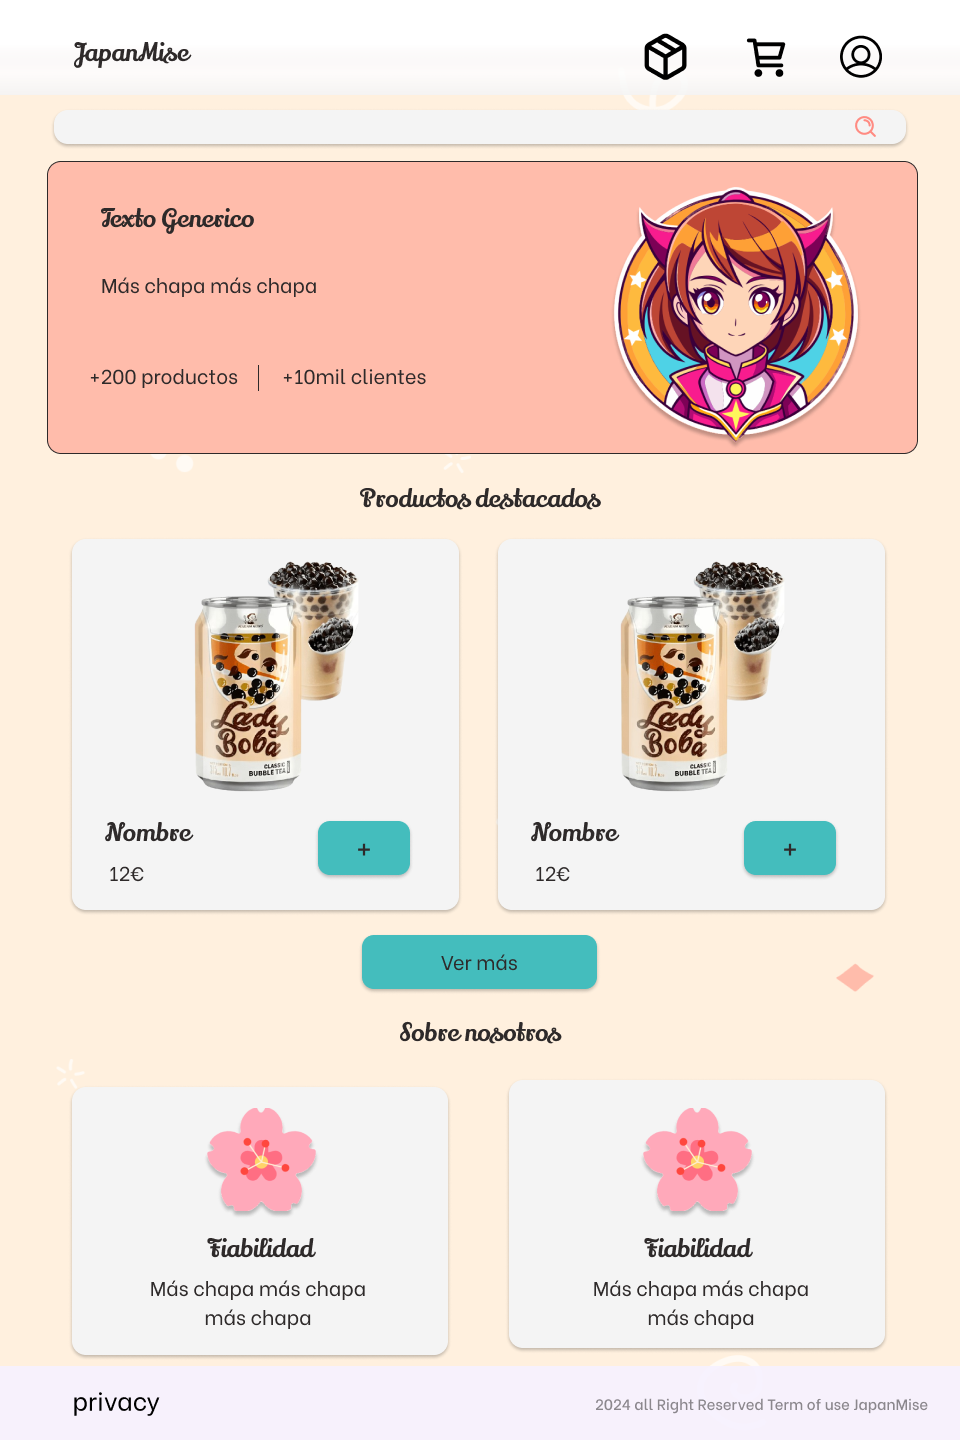 JapanMise
Texto Generico
Más chapa más chapa
+200 productos
+10mil clientes
Productos destacados
Lady
Boba
CLASSIC
BUBBLE TEA
Nombre
12€
+
Lady
Boba
CLASSIC
BUBBLE TEA
Nombre
12€
+
Ver más
Sobre nosotros
Fiabilidad
Más chapa más chapa
más chapa
Fiabilidad
Más chapa más chapa
más chapa
privacy
2024 all Right Reserved Term of use JapanMise